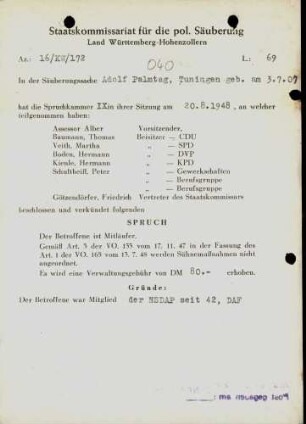 Staatskommissariat für die pol. Säuberung
Land Württemberg-Hohenzollern
Az.: 16/KU/172 L: 69
040
In der Säuberungssache Adolf Palmtag, Tuningen geb. am 3.7.07
hat die Spruchkammer IX in ihrer Sitzung am 20.8.1948 , an welcher
teilgenommen haben:
Assessor Alber Vorsitzender,
Baumann, Thomas Beisitzer — CDU
Veith, Martha „ — SPD
Boden, Hermann „ — DVP
Kienle, Hermann „ — KPD
Schultheiß, Peter „ — Gewerkschaften
„ — Berufsgruppe
„ — Berufsgruppe
Götzendörfer, Friedrich Vertreter des Staatskommissars
beschlossen und verkündet folgenden
SPRUCH
Der Betroffene ist Mitläufer.
Gemäß Art. 5 der VO. 133 vom 17. 11. 47 in der Fassung des
Art. 1 der VO. 165 vom 13. 7. 48 werden Sühnemaßnahmen nicht
angeordnet.
Es wird eine Verwaltungsgebühr von DM 80.- erhoben.
Gründe:
Der Betroffene war Mitglied der NSDAP seit 42, DAF